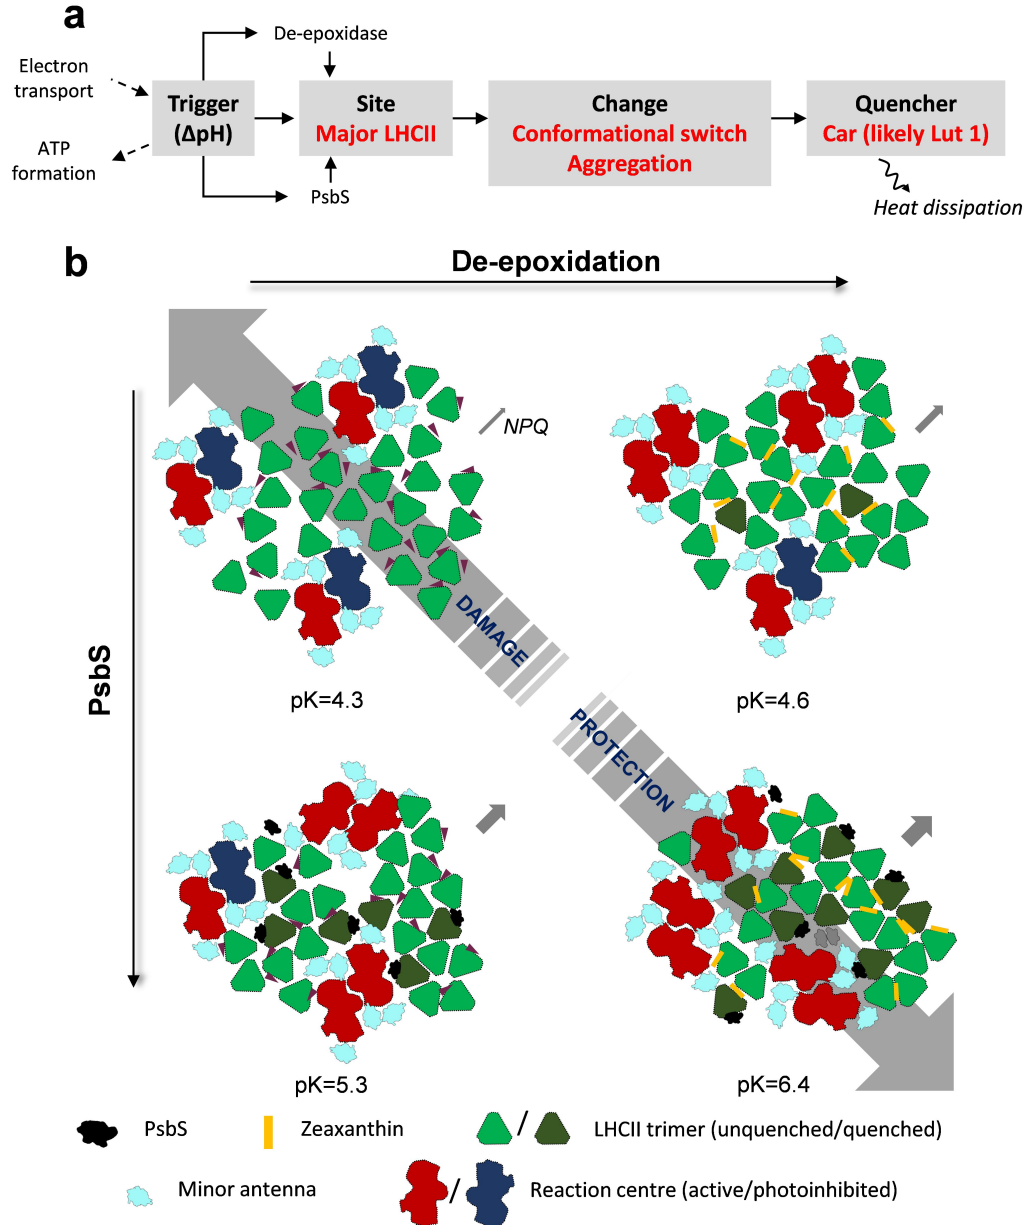 a
De-epoxidase
Electron
transport
Trigger
(ΔpH)
Site
Major LHCII
Change
Conformational switch
Aggregation
Quencher
Car (likely Lut 1)
ATP
formation
PsbS
Heat dissipation
b
De-epoxidation
NPQ
PsbS
DAMAGE
pK=4.3
pK=4.6
PROTECTION
pK=5.3
pK=6.4
PsbS
Zeaxanthin
/
LHCII trimer (unquenched/quenched)
Minor antenna
/
Reaction centre (active/photoinhibited)